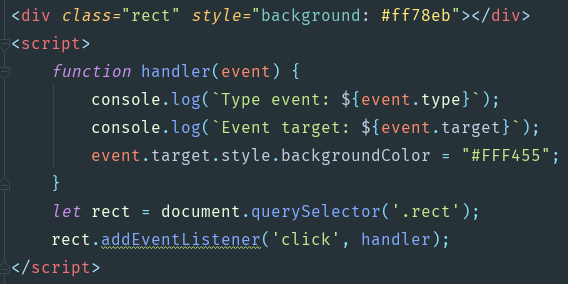 <div class="rect" style="background: #ff78eb"></div>
<script>
    function handler(event) {
        console.log(`Type event: ${event.type}`);
        console.log(`Event target: ${event.target}`);
        event.target.style.backgroundColor = "#FFF455";
    }
    let rect = document.querySelector('.rect');
    rect.addEventListener('click', handler);
</script>